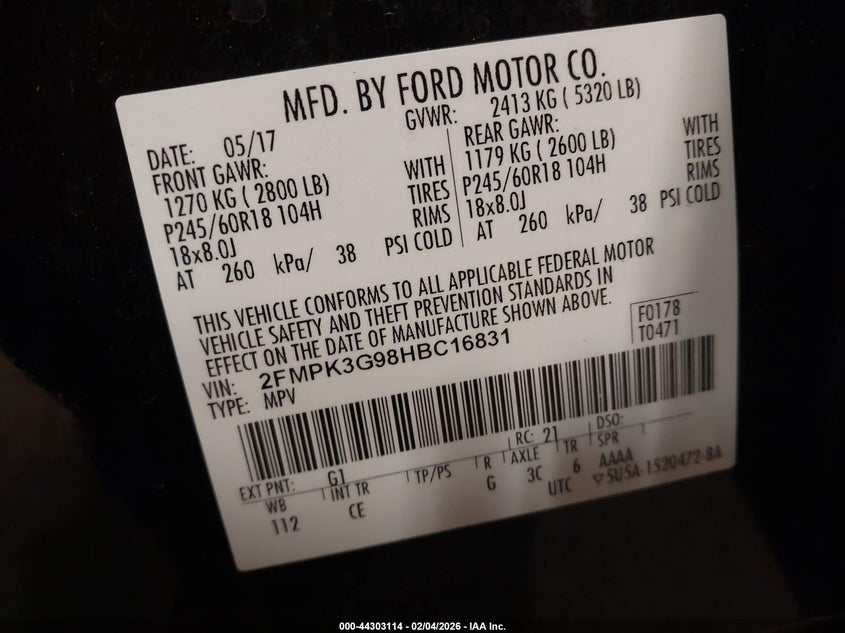 MFD. BY FORD MOTOR CO.
DATE: 05/17 GVWR: 2413 KG ( 5320 LB)
FRONT GAWR: WITH
1270 KG ( 2800 LB) TIRES
P245/60R18 104H RIMS
18x8.0J
AT 260 kPa/ 38 PSI COLD
REAR GAWR: WITH
1179 KG ( 2600 LB) TIRES
P245/60R18 104H RIMS
18x8.0J
AT 260 kPa/ 38 PSI COLD
THIS VEHICLE CONFORMS TO ALL APPLICABLE FEDERAL MOTOR
VEHICLE SAFETY AND THEFT PREVENTION STANDARDS IN
EFFECT ON THE DATE OF MANUFACTURE SHOWN ABOVE.
F0178
T0471
VIN: 2FMPK3G98HBC16831
TYPE: MPV
EXT PNT: G1 RC: 21 DSO:
WB INT TR TP/PS R AXLE TR SPR
112 CE G 3C 6 AAAA
UTC ▽SU5A-1520472-BA
000-44303114 - 02/04/2026 - IAA Inc.